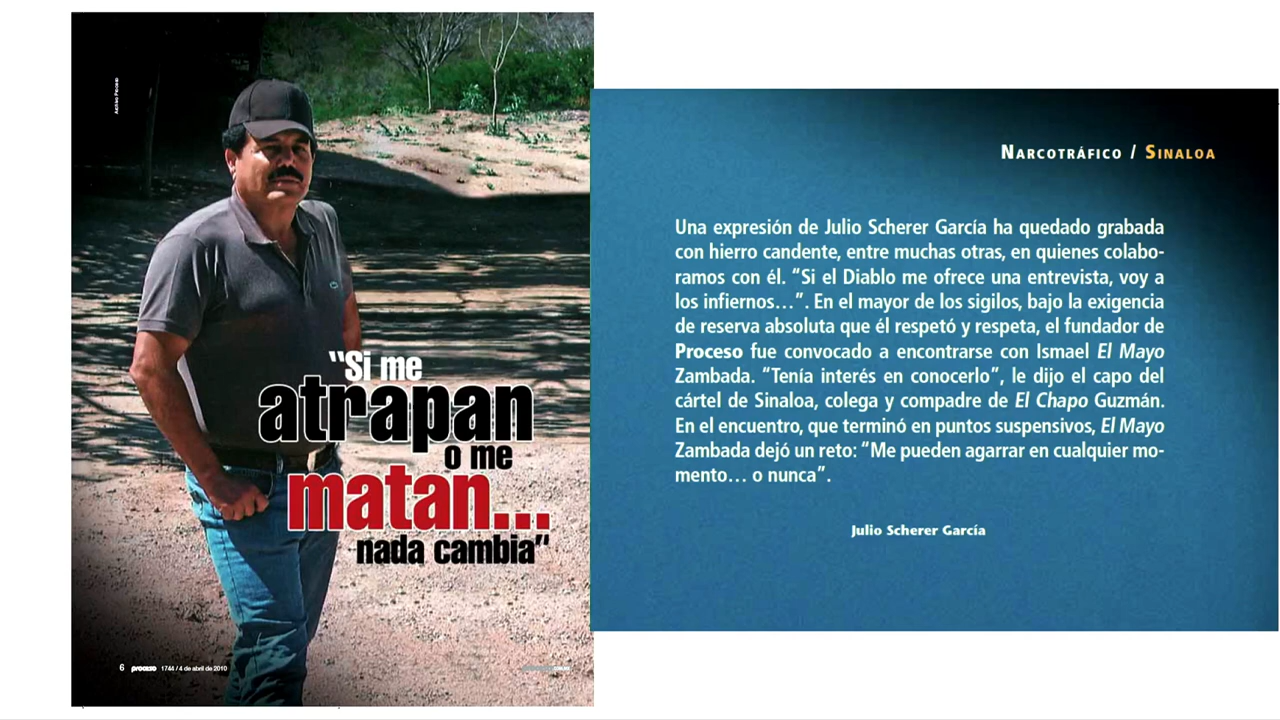 Archivo Proceso
“Si me
atrapan
o me
matan...
nada cambia”
6 proceso 1744 / 4 de abril de 2010
Narcotráfico / Sinaloa
Una expresión de Julio Scherer García ha quedado grabada
con hierro candente, entre muchas otras, en quienes colabo-
ramos con él. “Si el Diablo me ofrece una entrevista, voy a
los infiernos…”. En el mayor de los sigilos, bajo la exigencia
de reserva absoluta que él respetó y respeta, el fundador de
Proceso fue convocado a encontrarse con Ismael El Mayo
Zambada. “Tenía interés en conocerlo”, le dijo el capo del
cártel de Sinaloa, colega y compadre de El Chapo Guzmán.
En el encuentro, que terminó en puntos suspensivos, El Mayo
Zambada dejó un reto: “Me pueden agarrar en cualquier mo-
mento… o nunca”.
Julio Scherer García